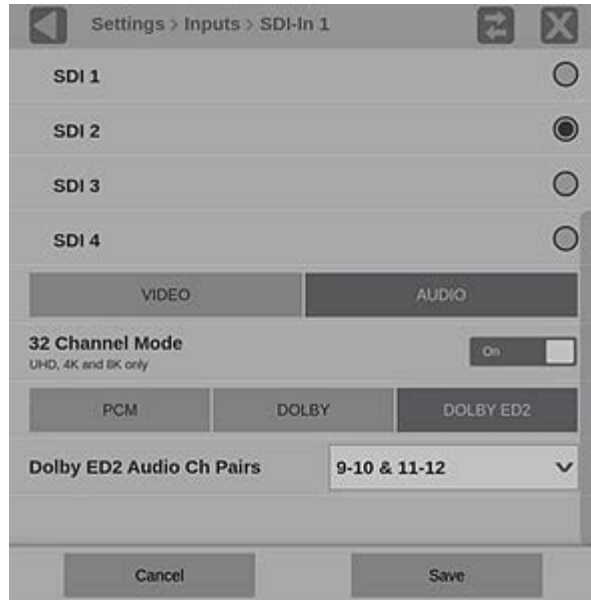 Settings > Inputs > SDI-In 1
SDI 1
SDI 2
SDI 3
SDI 4
VIDEO AUDIO
32 Channel Mode On
UHD, 4K and 8K only
PCM DOLBY DOLBY ED2
Dolby ED2 Audio Ch Pairs 9-10 & 11-12
Cancel Save